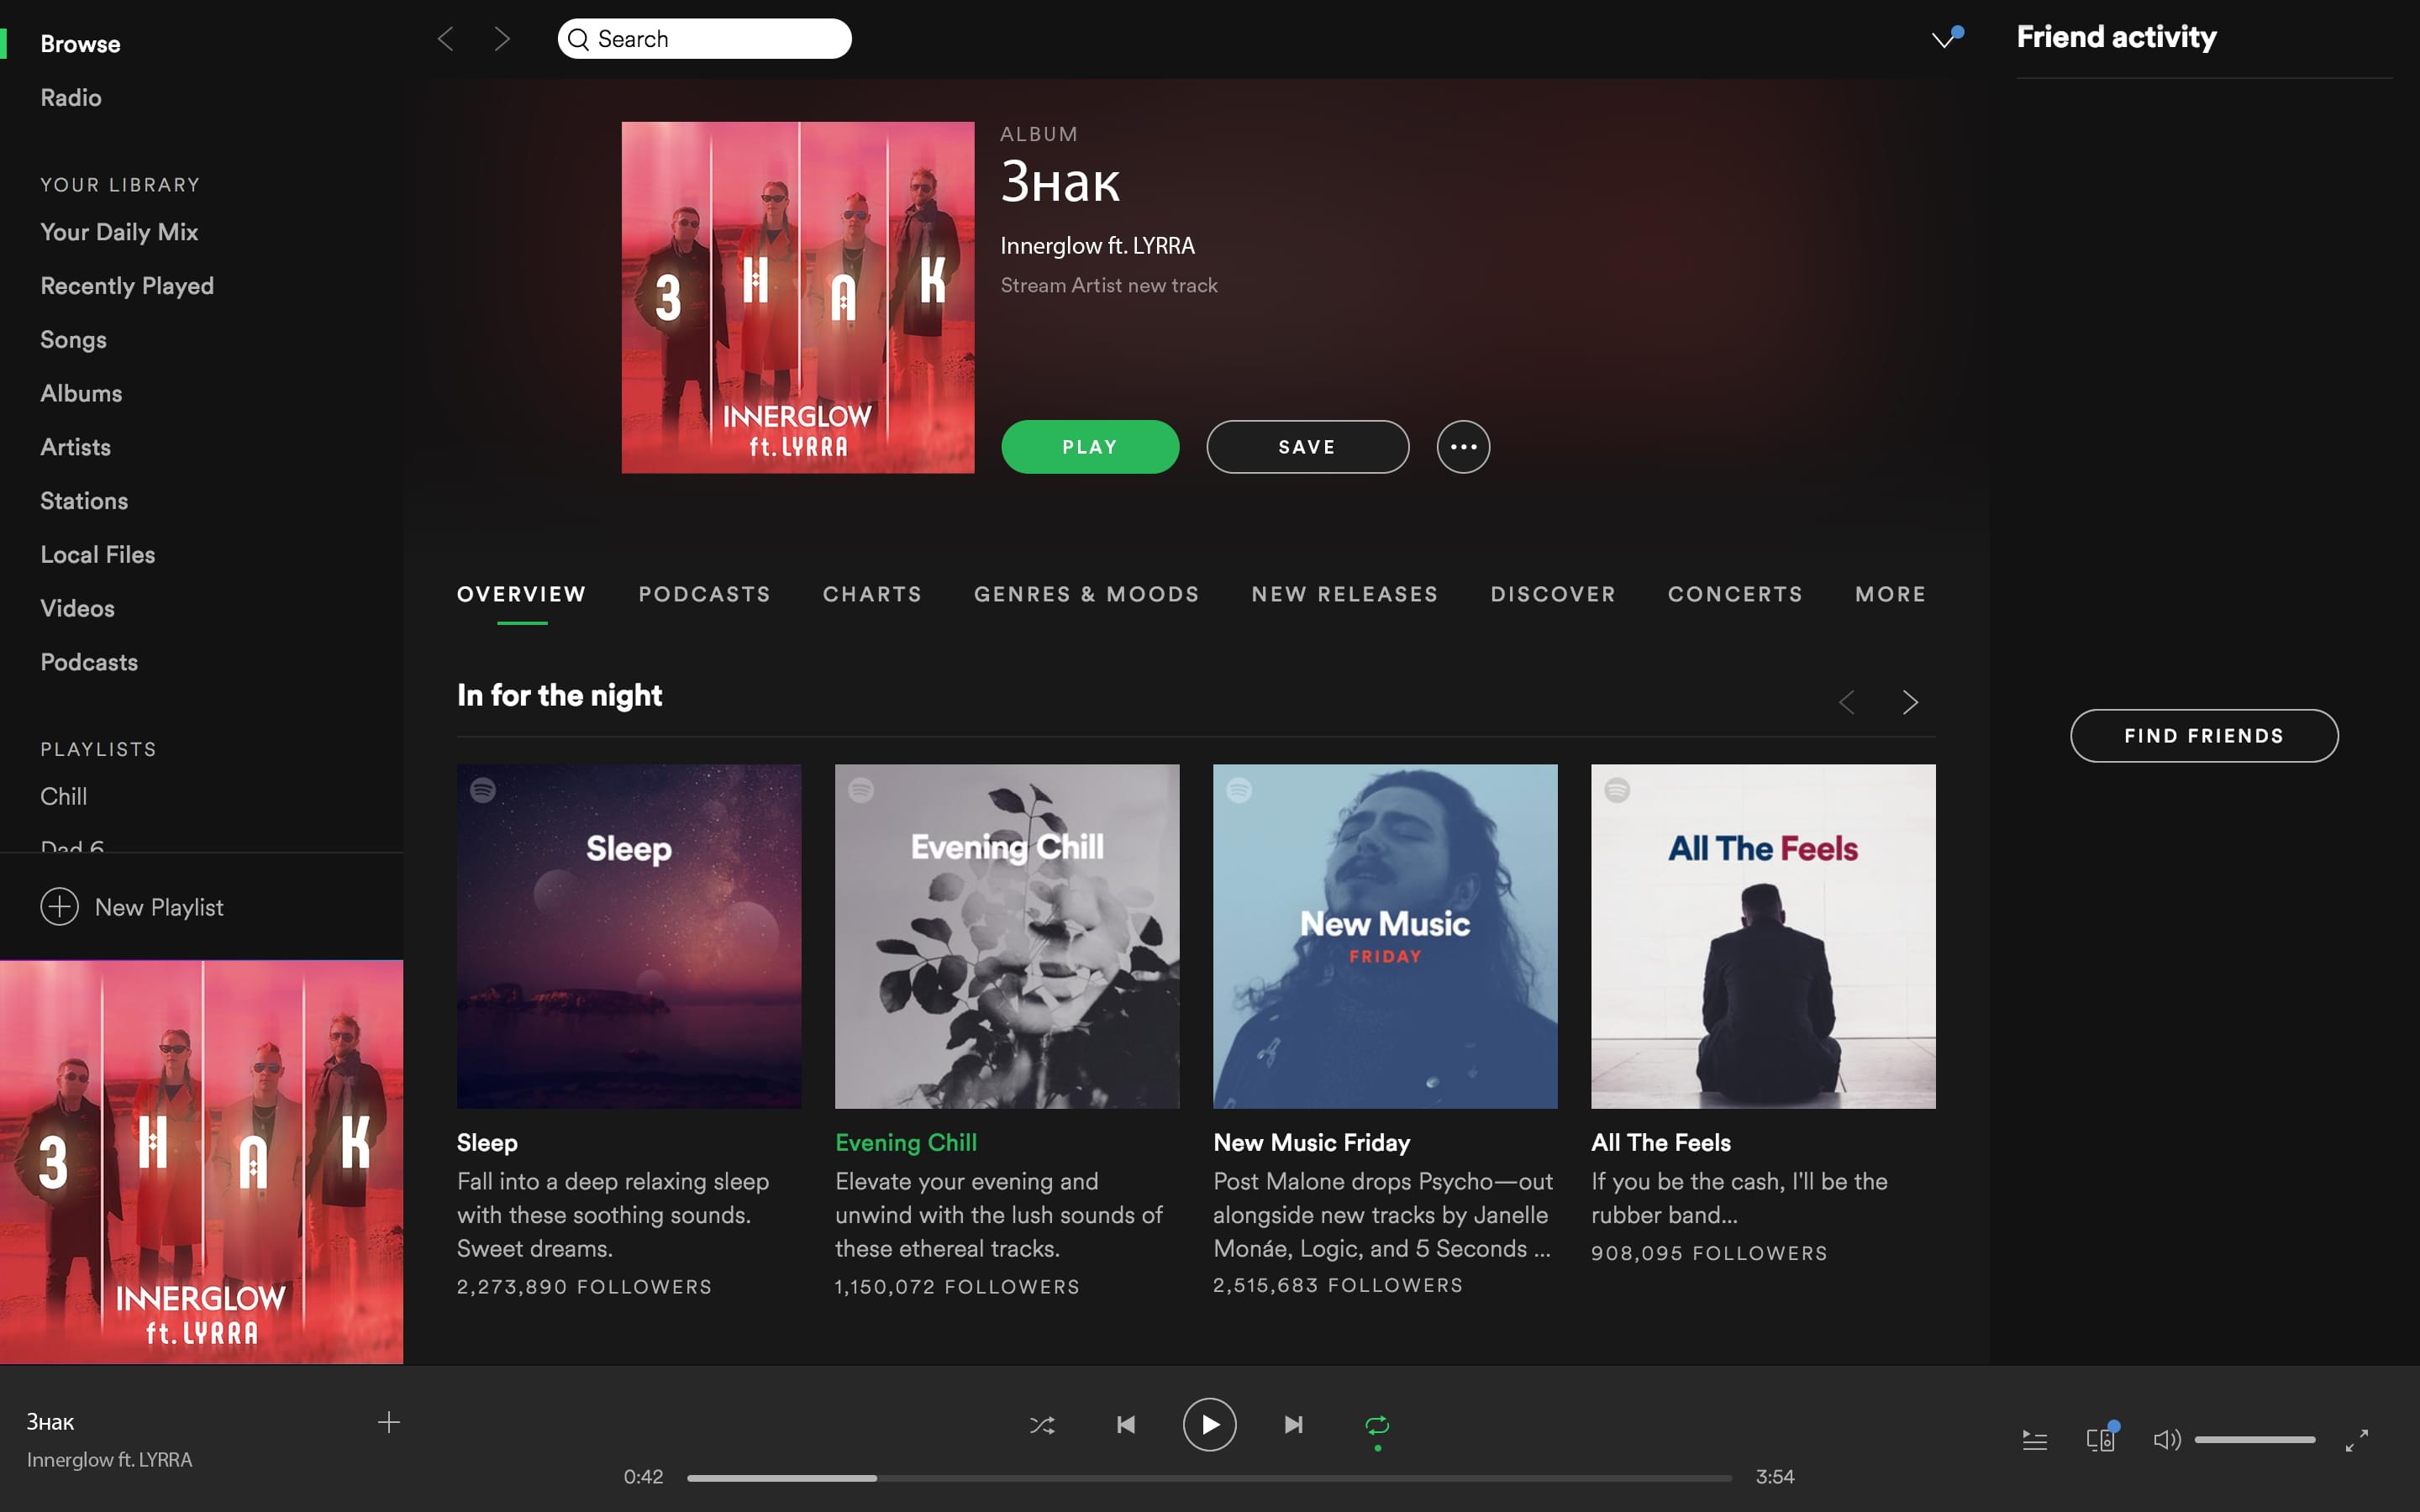 Browse
Radio
YOUR LIBRARY
Your Daily Mix
Recently Played
Songs
Albums
Artists
Stations
Local Files
Videos
Podcasts
PLAYLISTS
Chill
Dad 6
New Playlist
З Н А К
INNERGLOW
ft. LYRRA
Search
ALBUM
Знак
Innerglow ft. LYRRA
Stream Artist new track
PLAY
SAVE
З Н А К
INNERGLOW
ft. LYRRA
OVERVIEW PODCASTS CHARTS GENRES & MOODS NEW RELEASES DISCOVER CONCERTS MORE
In for the night
Sleep
Sleep
Fall into a deep relaxing sleep
with these soothing sounds.
Sweet dreams.
2,273,890 FOLLOWERS
Evening Chill
Evening Chill
Elevate your evening and
unwind with the lush sounds of
these ethereal tracks.
1,150,072 FOLLOWERS
New Music
FRIDAY
New Music Friday
Post Malone drops Psycho—out
alongside new tracks by Janelle
Monáe, Logic, and 5 Seconds ...
2,515,683 FOLLOWERS
All The Feels
All The Feels
If you be the cash, I'll be the
rubber band...
908,095 FOLLOWERS
Friend activity
FIND FRIENDS
Знак
Innerglow ft. LYRRA
0:42
3:54